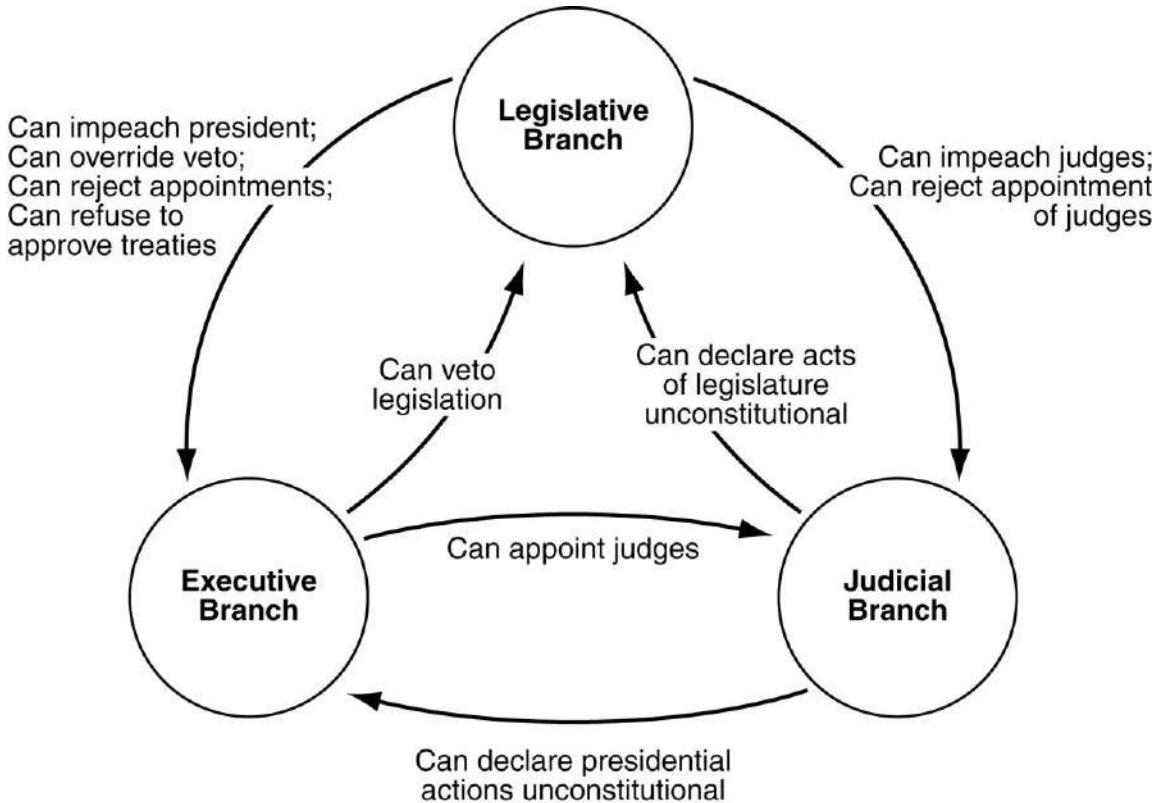 Legislative
Branch
Can impeach president;
Can override veto;
Can reject appointments;
Can refuse to
approve treaties
Can impeach judges;
Can reject appointment
of judges
Can veto
legislation
Can declare acts
of legislature
unconstitutional
Can appoint judges
Executive
Branch
Judicial
Branch
Can declare presidential
actions unconstitutional